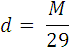 d = M/29